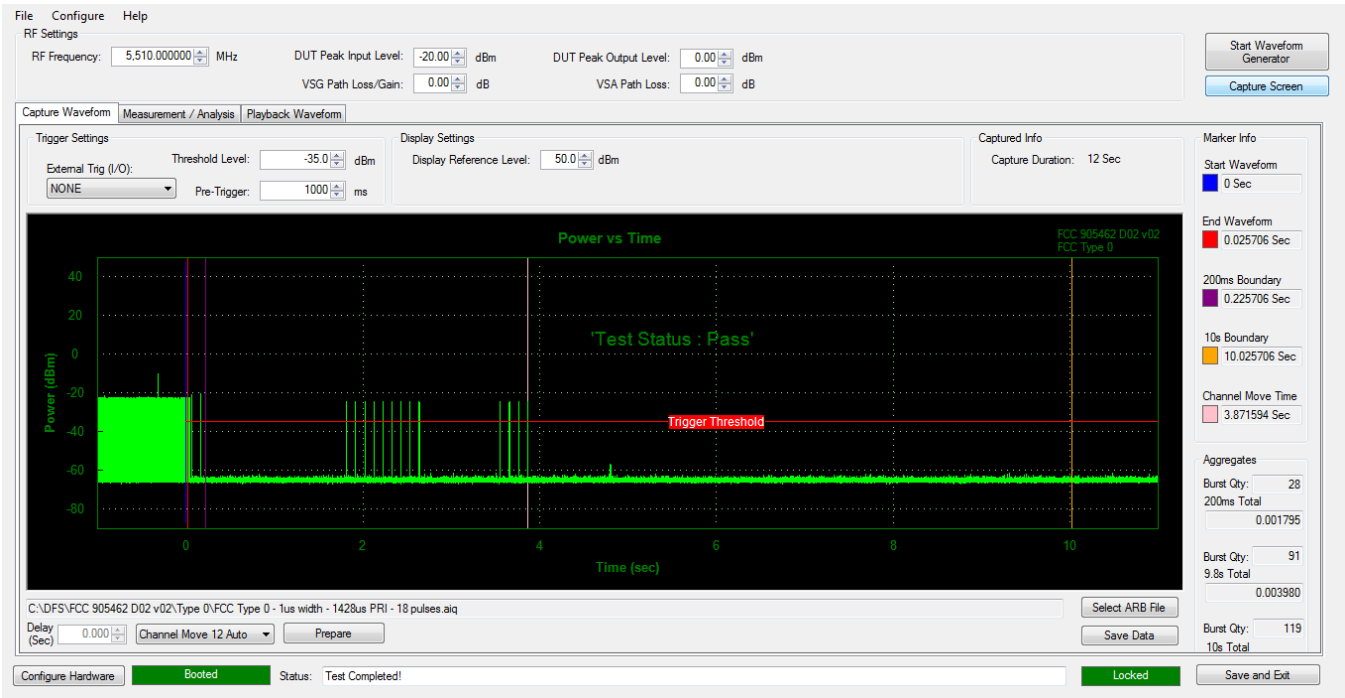 File Configure Help
RF Settings
RF Frequency: 5,510.000000 MHz DUT Peak Input Level: -20.00 dBm DUT Peak Output Level: 0.00 dBm
VSG Path Loss/Gain: 0.00 dB VSA Path Loss: 0.00 dB
Start Waveform
Generator
Capture Screen
Capture Waveform Measurement / Analysis Playback Waveform
Trigger Settings
External Trig (I/O):
NONE
Threshold Level: -35.0 dBm
Pre-Trigger: 1000 ms
Display Settings
Display Reference Level: 50.0 dBm
Captured Info
Capture Duration: 12 Sec
Marker Info
Start Waveform
0 Sec
End Waveform
0.025706 Sec
200ms Boundary
0.225706 Sec
10s Boundary
10.025706 Sec
Channel Move Time
3.871594 Sec
Power vs Time
FCC 905462 D02 v02
FCC Type 0
'Test Status : Pass'
Trigger Threshold
Power (dBm)
40
20
0
-20
-40
-60
-80
0 2 4 6 8 10
Time (sec)
Aggregates
Burst Qty: 28
200ms Total
0.001795
Burst Qty: 91
9.8s Total
0.003980
Burst Qty: 119
10s Total
C:\DFS\FCC 905462 D02 v02\Type 0\FCC Type 0 - 1us width - 1428us PRI - 18 pulses.aiq
Select ARB File
Delay
(Sec) 0.000 Channel Move 12 Auto Prepare Save Data
Configure Hardware Booted Status: Test Completed! Locked Save and Exit